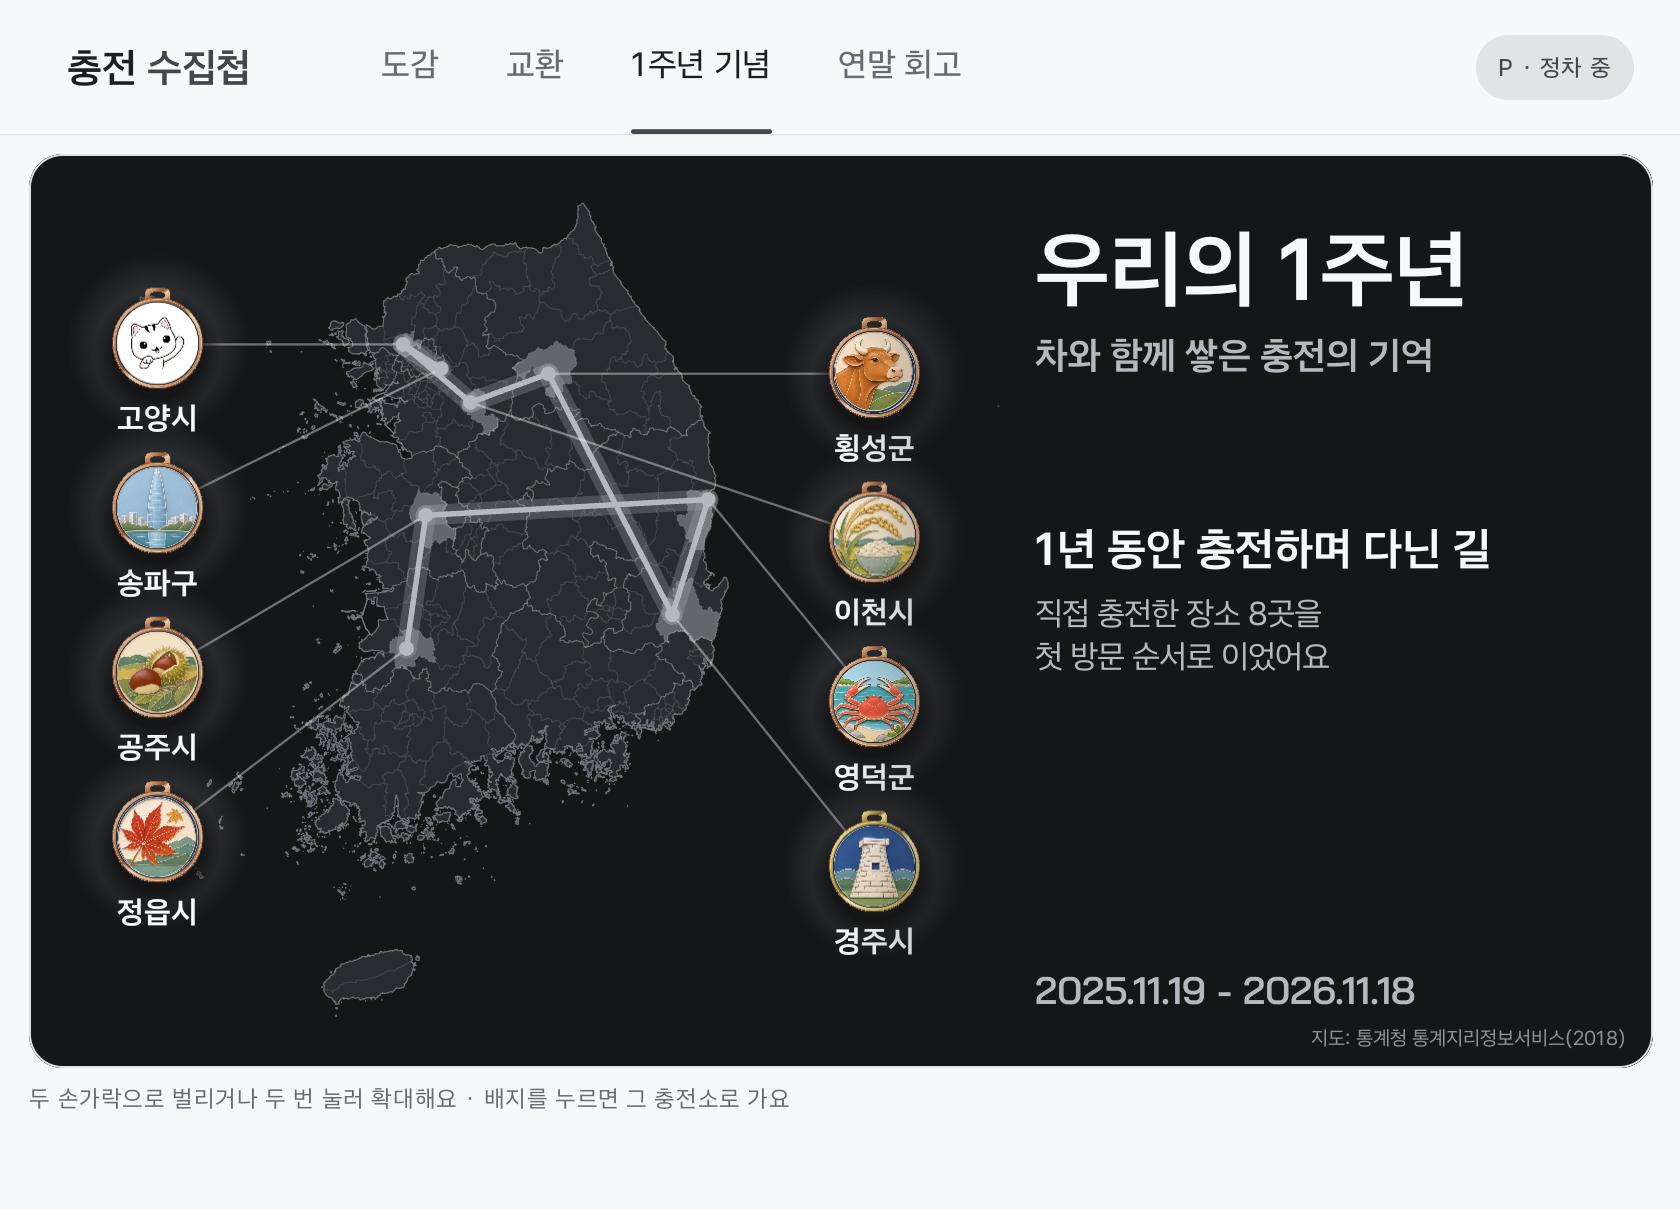 충전 수집첩
도감
교환
1주년 기념
연말 회고
P · 정차 중
고양시
송파구
공주시
정읍시
횡성군
이천시
영덕군
경주시
우리의 1주년
차와 함께 쌓은 충전의 기억
1년 동안 충전하며 다닌 길
직접 충전한 장소 8곳을
첫 방문 순서로 이었어요
2025.11.19 - 2026.11.18
지도: 통계청 통계지리정보서비스(2018)
두 손가락으로 벌리거나 두 번 눌러 확대해요 · 배지를 누르면 그 충전소로 가요